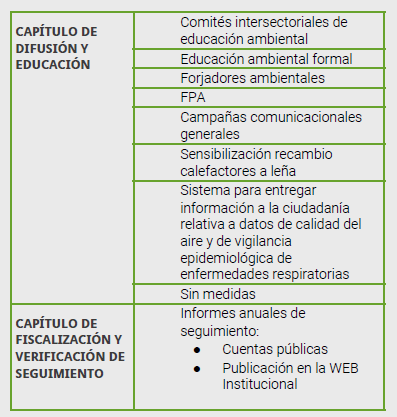 CAPÍTULO DE
DIFUSIÓN Y
EDUCACIÓN
Comités intersectoriales de
educación ambiental
Educación ambiental formal
Forjadores ambientales
FPA
Campañas comunicacionales
generales
Sensibilización recambio
calefactores a leña
Sistema para entregar
información a la ciudadanía
relativa a datos de calidad del
aire y de vigilancia
epidemiológica de
enfermedades respiratorias
Sin medidas
CAPÍTULO DE
FISCALIZACIÓN Y
VERIFICACIÓN DE
SEGUIMIENTO
Informes anuales de
seguimiento:
● Cuentas públicas
● Publicación en la WEB
Institucional